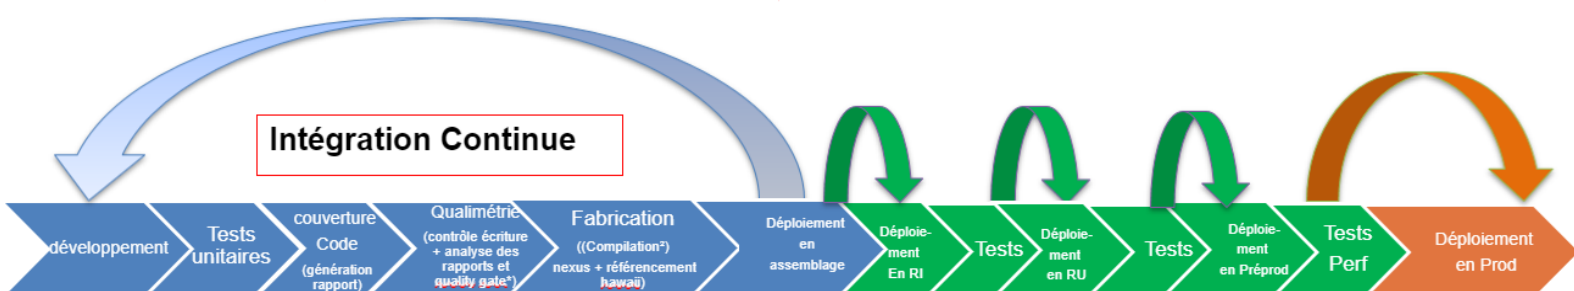 Intégration Continue
développement
Tests
unitaires
couverture
Code
(génération
rapport)
Qualimétrie
(contrôle écriture
+ analyse des
rapports et
quality gate*)
Fabrication
((Compilation²)
nexus + référencement
hawaü)
Déploiement
en
assemblage
Déploie-
ment
En RI
Tests
Déploie-
ment
en RU
Tests
Déploie-
ment
en Préprod
Tests
Perf
Déploiement
en Prod